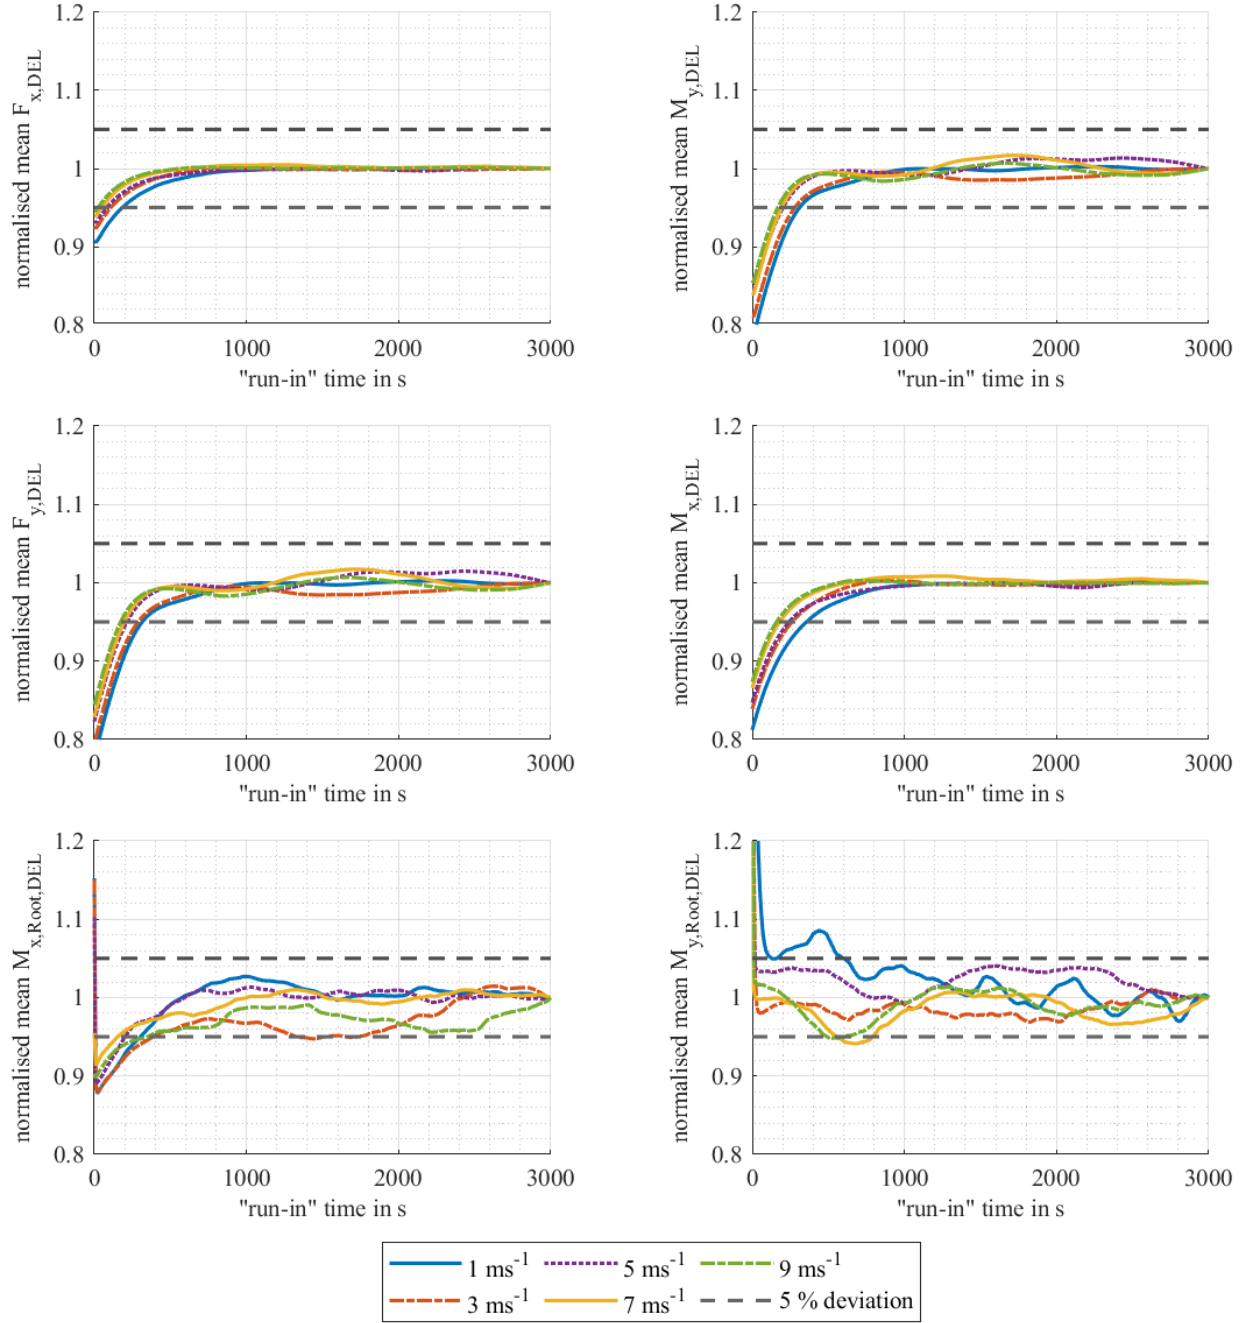 1.2
1.1
1
0.9
0.8
0 1000 2000 3000
normalised mean F x,DEL
"run-in" time in s
1.2
1.1
1
0.9
0.8
0 1000 2000 3000
normalised mean M y,DEL
"run-in" time in s
1.2
1.1
1
0.9
0.8
0 1000 2000 3000
normalised mean F y,DEL
"run-in" time in s
1.2
1.1
1
0.9
0.8
0 1000 2000 3000
normalised mean M x,DEL
"run-in" time in s
1.2
1.1
1
0.9
0.8
0 1000 2000 3000
normalised mean M x,Root,DEL
"run-in" time in s
1.2
1.1
1
0.9
0.8
0 1000 2000 3000
normalised mean M y,Root,DEL
"run-in" time in s
1 ms⁻¹ 5 ms⁻¹ 9 ms⁻¹
3 ms⁻¹ 7 ms⁻¹ 5 % deviation